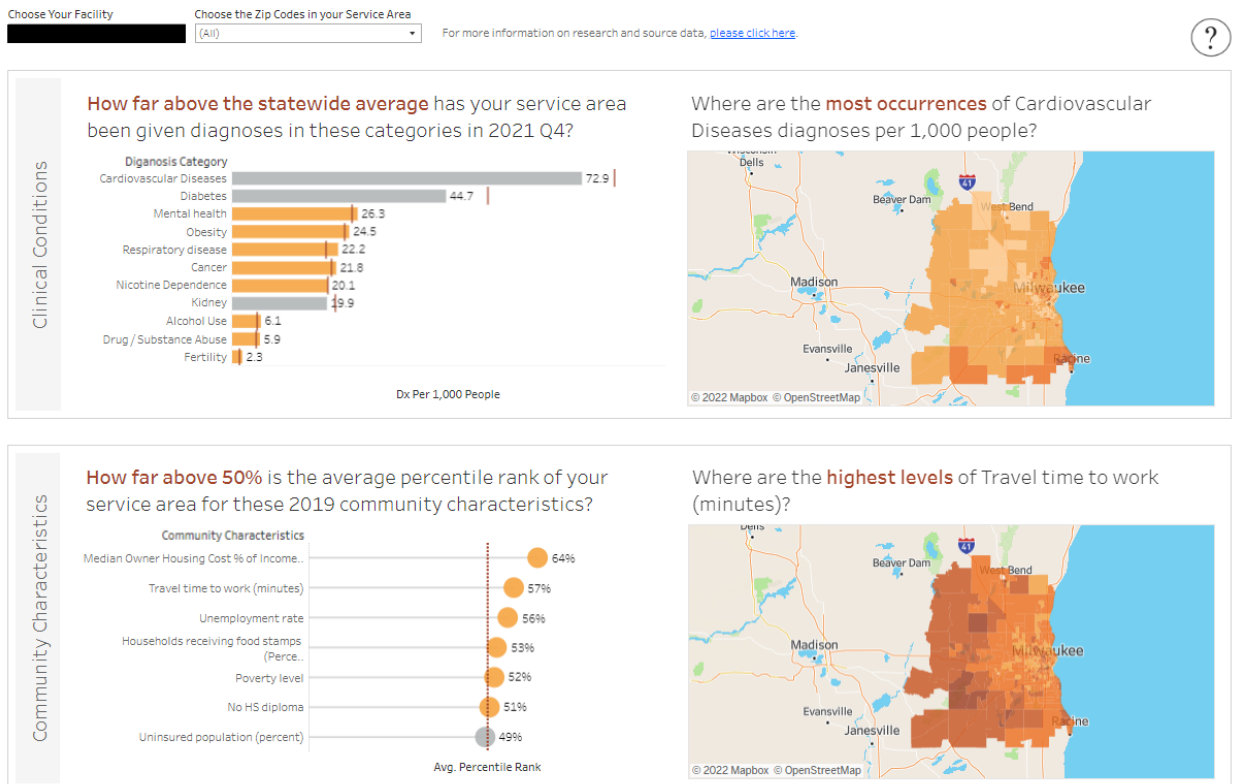 Choose Your Facility
Choose the Zip Codes in your Service Area
(All)
For more information on research and source data, please click here.
?
Clinical Conditions
How far above the statewide average has your service area
been given diagnoses in these categories in 2021 Q4?
Diganosis Category
Cardiovascular Diseases 72.9
Diabetes 44.7
Mental health 26.3
Obesity 24.5
Respiratory disease 22.2
Cancer 21.8
Nicotine Dependence 20.1
Kidney 19.9
Alcohol Use 6.1
Drug / Substance Abuse 5.9
Fertility 2.3
Dx Per 1,000 People
Where are the most occurrences of Cardiovascular
Diseases diagnoses per 1,000 people?
Wisconsin
Dells
41
Beaver Dam
West Bend
Madison
Milwaukee
Evansville
Janesville
Racine
© 2022 Mapbox © OpenStreetMap
Community Characteristics
How far above 50% is the average percentile rank of your
service area for these 2019 community characteristics?
Community Characteristics
Median Owner Housing Cost % of Income.. 64%
Travel time to work (minutes) 57%
Unemployment rate 56%
Households receiving food stamps
(Perce.. 53%
Poverty level 52%
No HS diploma 51%
Uninsured population (percent) 49%
Avg. Percentile Rank
Where are the highest levels of Travel time to work
(minutes)?
Dells
41
Beaver Dam
West Bend
Madison
Milwaukee
Evansville
Janesville
Racine
© 2022 Mapbox © OpenStreetMap